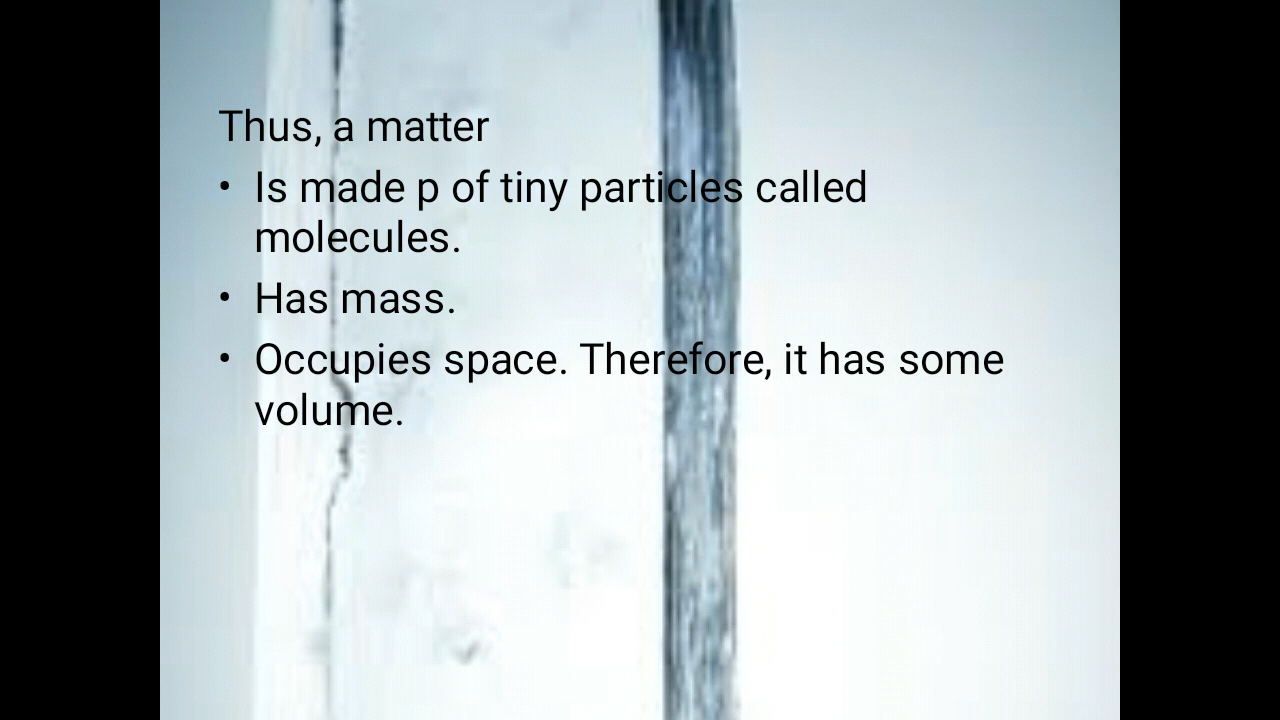 Thus, a matter
• Is made p of tiny particles called
molecules.
• Has mass.
• Occupies space. Therefore, it has some
volume.